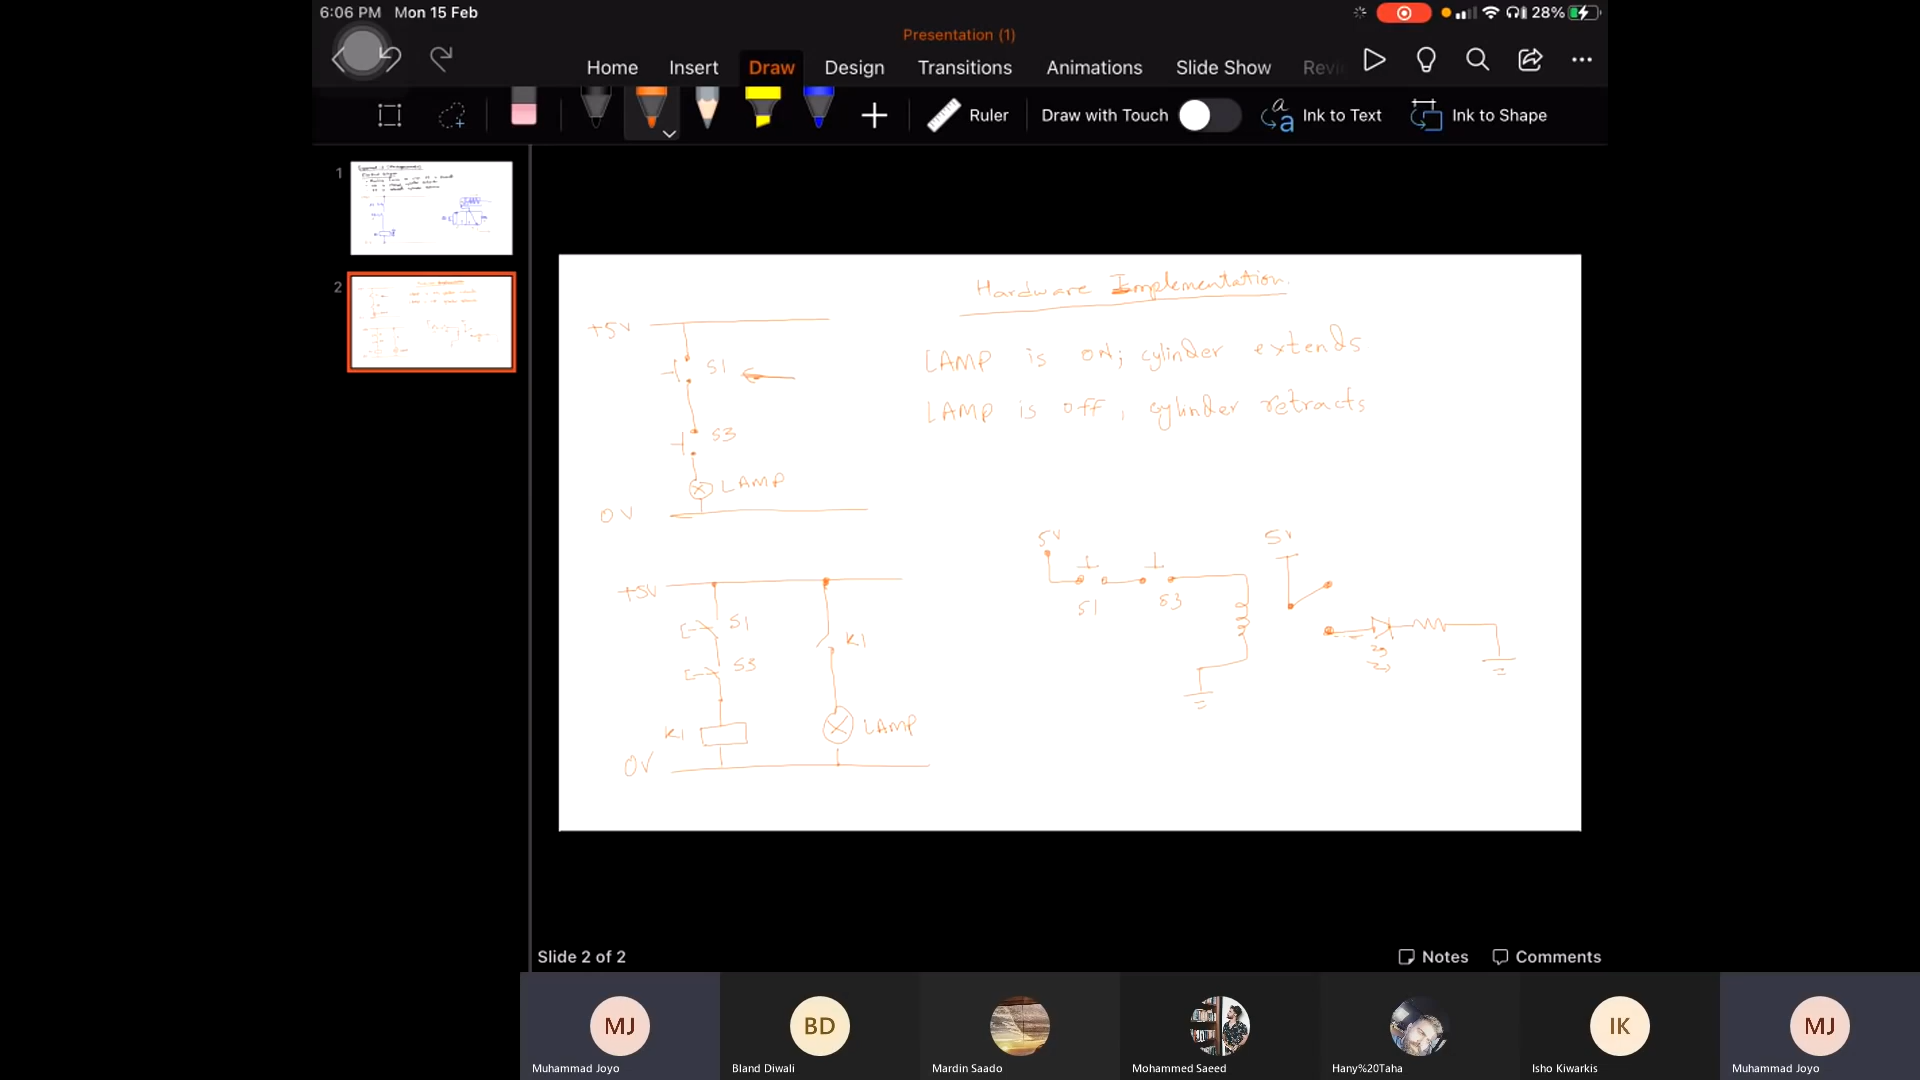 6:06 PM Mon 15 Feb
28%
Presentation (1)
Home Insert Draw Design Transitions Animations Slide Show
Ruler Draw with Touch Ink to Text Ink to Shape
1
2
Hardware Implementation.
LAMP is ON; cylinder extends
LAMP is off, cylinder retracts
+5V
S1
S3
LAMP
0V
+5V
S1
S3
K1
K1
LAMP
0V
5V
S1
S3
5V
Slide 2 of 2
Notes Comments
MJ BD IK MJ
Muhammad Joyo Bland Diwali Mardin Saado Mohammed Saeed Hany%20Taha Isho Kiwarkis Muhammad Joyo